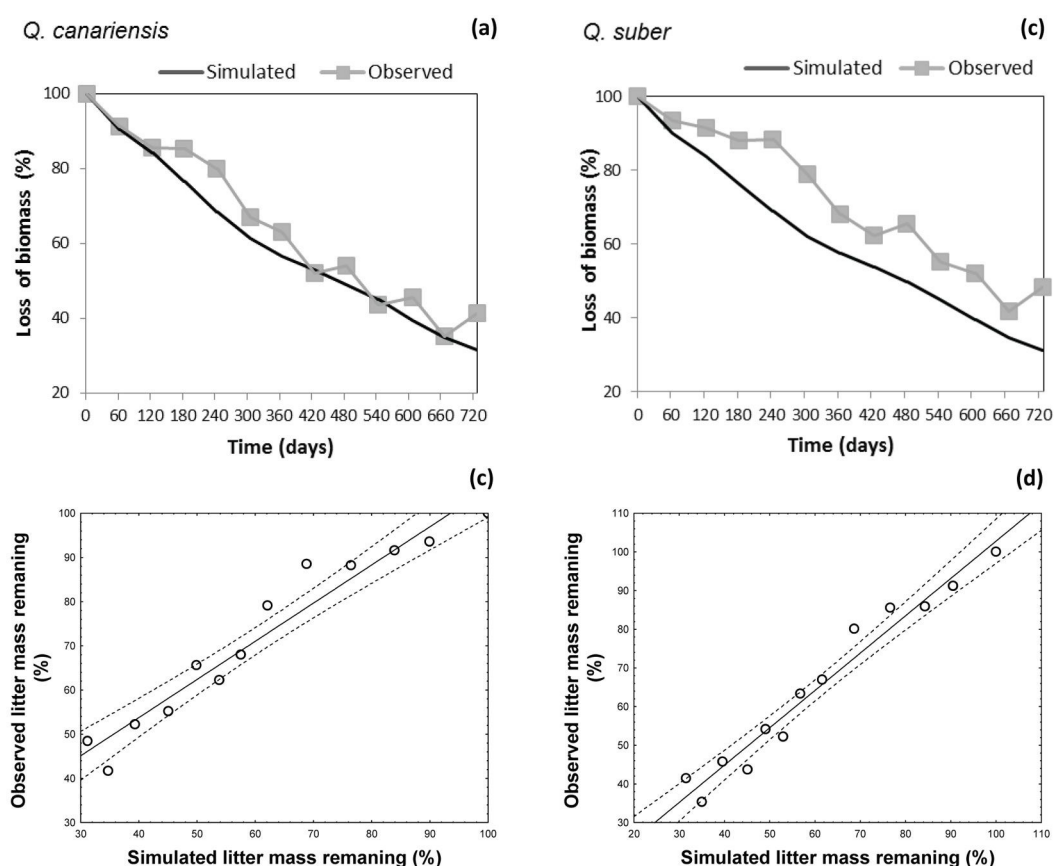 Q. canariensis (a)
Simulated Observed
Loss of biomass (%)
100
80
60
40
20
0 60 120 180 240 300 360 420 480 540 600 660 720
Time (days)
Q. suber (c)
Simulated Observed
Loss of biomass (%)
100
80
60
40
20
0 60 120 180 240 300 360 420 480 540 600 660 720
Time (days)
(c)
Observed litter mass remaning
(%)
100
90
80
70
60
50
40
30
30 40 50 60 70 80 90 100
Simulated litter mass remaning (%)
(d)
Observed litter mass remaning
(%)
110
100
90
80
70
60
50
40
30
20 30 40 50 60 70 80 90 100 110
Simulated litter mass remaning (%)